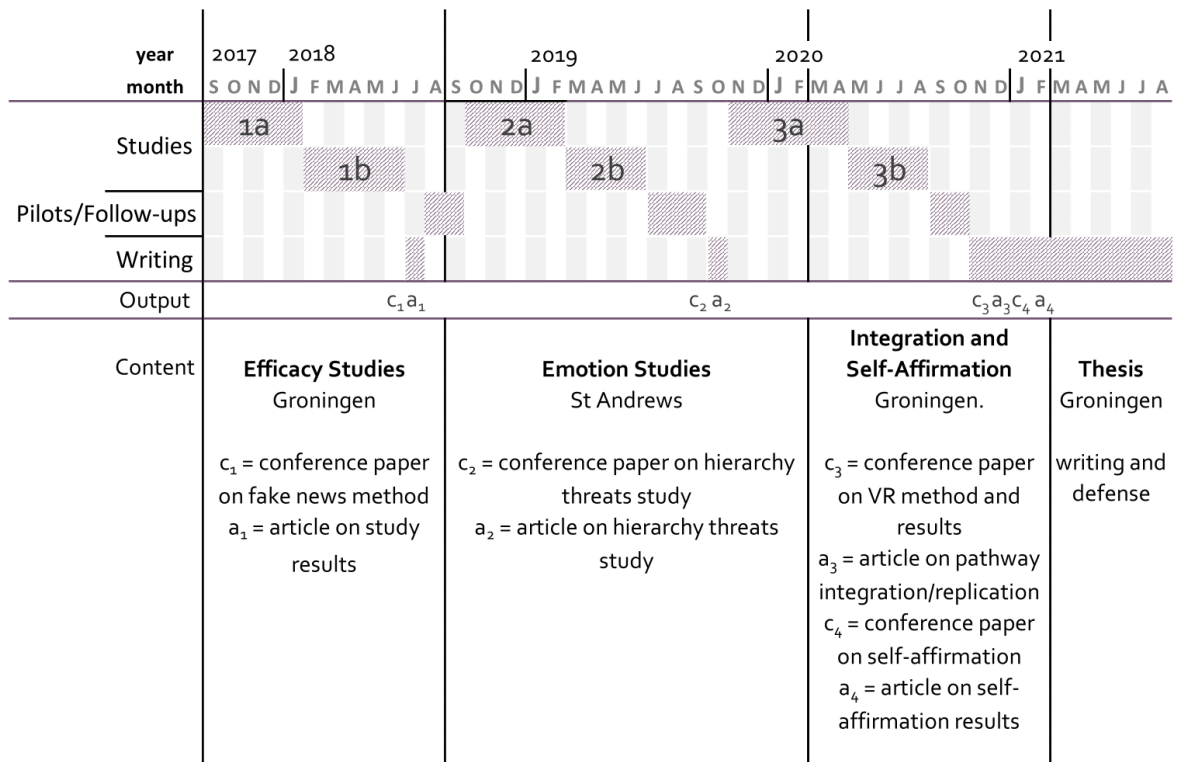 year 2017 2018 2019 2020 2021
month S O N D J F M A M J J A S O N D J F M A M J J A S O N D J F M A M J J A S O N D J F M A M J J A
Studies 1a 2a 3a
1b 2b 3b
Pilots/Follow-ups
Writing
Output c₁ a₁ c₂ a₂ c₃a₃c₄ a₄
Content
Efficacy Studies
Groningen
c₁ = conference paper
on fake news method
a₁ = article on study
results
Emotion Studies
St Andrews
c₂ = conference paper on hierarchy
threats study
a₂ = article on hierarchy threats
study
Integration and
Self-Affirmation
Groningen.
c₃ = conference paper
on VR method and
results
a₃ = article on pathway
integration/replication
c₄ = conference paper
on self-affirmation
a₄ = article on self-
affirmation results
Thesis
Groningen
writing and
defense